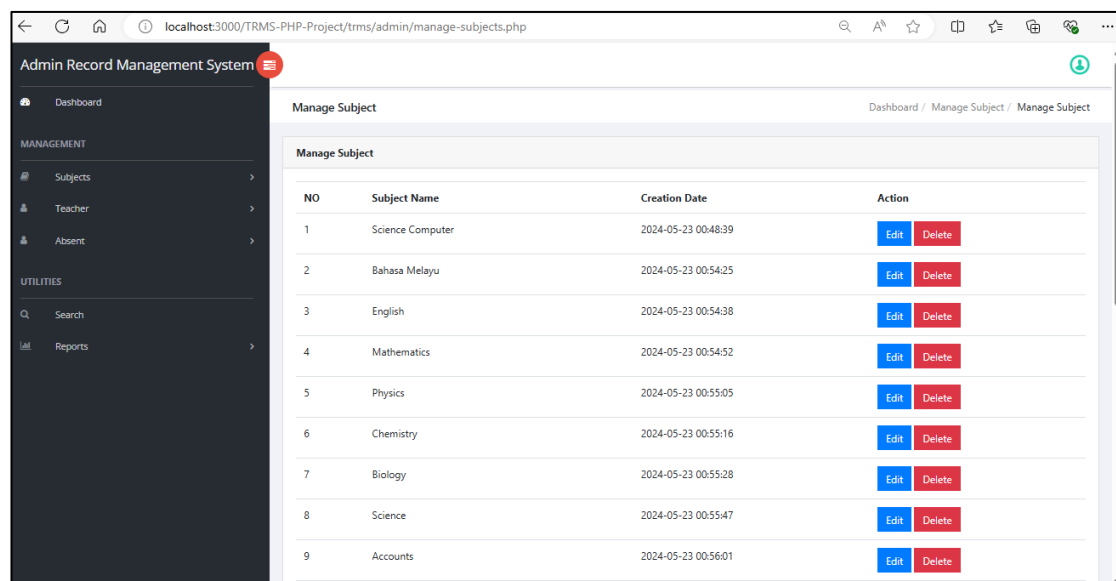 localhost:3000/TRMS-PHP-Project/trms/admin/manage-subjects.php
Admin Record Management System
Dashboard
MANAGEMENT
Subjects
Teacher
Absent
UTILITIES
Search
Reports
Manage Subject
Dashboard / Manage Subject / Manage Subject
Manage Subject
NO Subject Name Creation Date Action
1 Science Computer 2024-05-23 00:48:39 Edit Delete
2 Bahasa Melayu 2024-05-23 00:54:25 Edit Delete
3 English 2024-05-23 00:54:38 Edit Delete
4 Mathematics 2024-05-23 00:54:52 Edit Delete
5 Physics 2024-05-23 00:55:05 Edit Delete
6 Chemistry 2024-05-23 00:55:16 Edit Delete
7 Biology 2024-05-23 00:55:28 Edit Delete
8 Science 2024-05-23 00:55:47 Edit Delete
9 Accounts 2024-05-23 00:56:01 Edit Delete